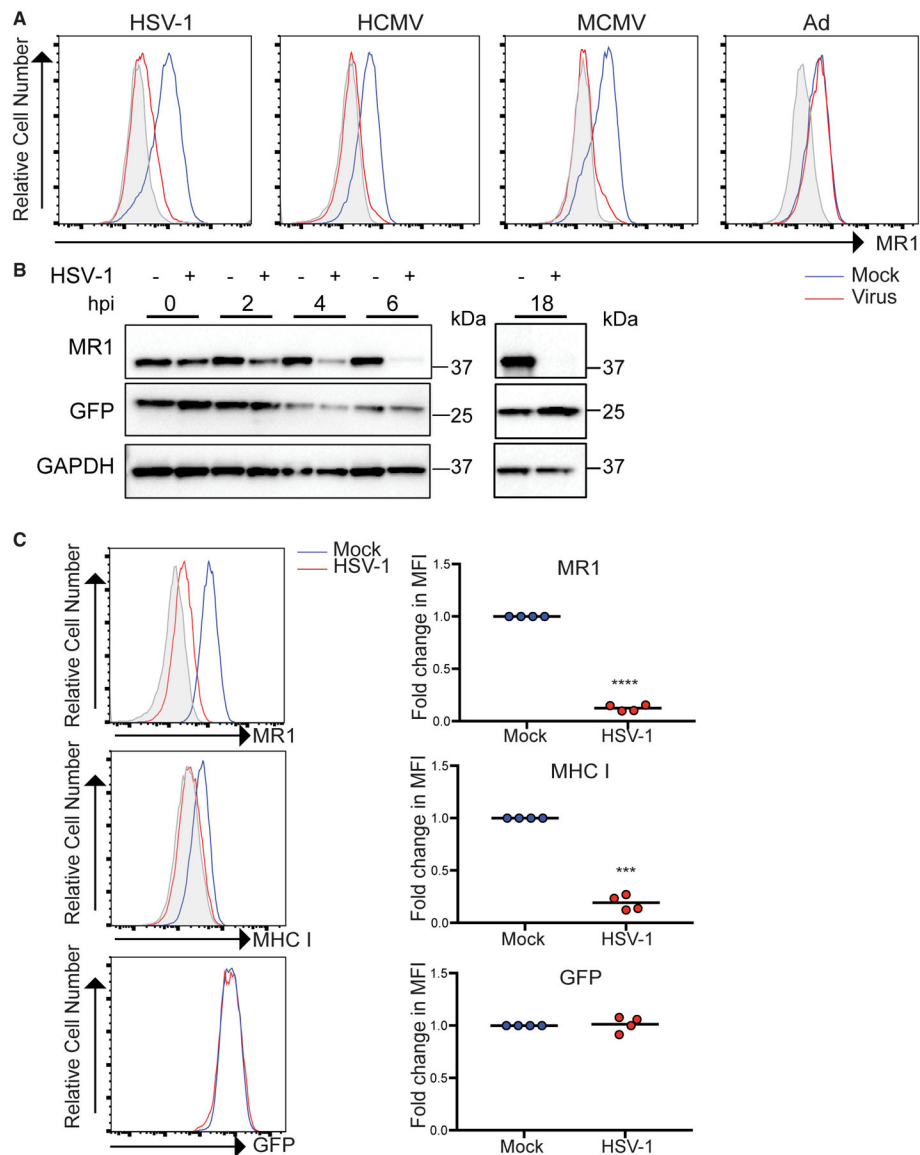 A
HSV-1 HCMV MCMV Ad
Relative Cell Number
MR1
Mock
Virus
B
HSV-1 - + - + - + - + - +
hpi 0 2 4 6 18
kDa kDa
MR1 37 37
GFP 25 25
GAPDH 37 37
C
Mock
HSV-1
Relative Cell Number
MR1
MR1
Fold change in MFI
1.5
1.0
0.5
0.0
****
Mock HSV-1
Relative Cell Number
MHC I
MHC I
Fold change in MFI
1.5
1.0
0.5
0.0
***
Mock HSV-1
Relative Cell Number
GFP
GFP
Fold change in MFI
1.5
1.0
0.5
0.0
Mock HSV-1